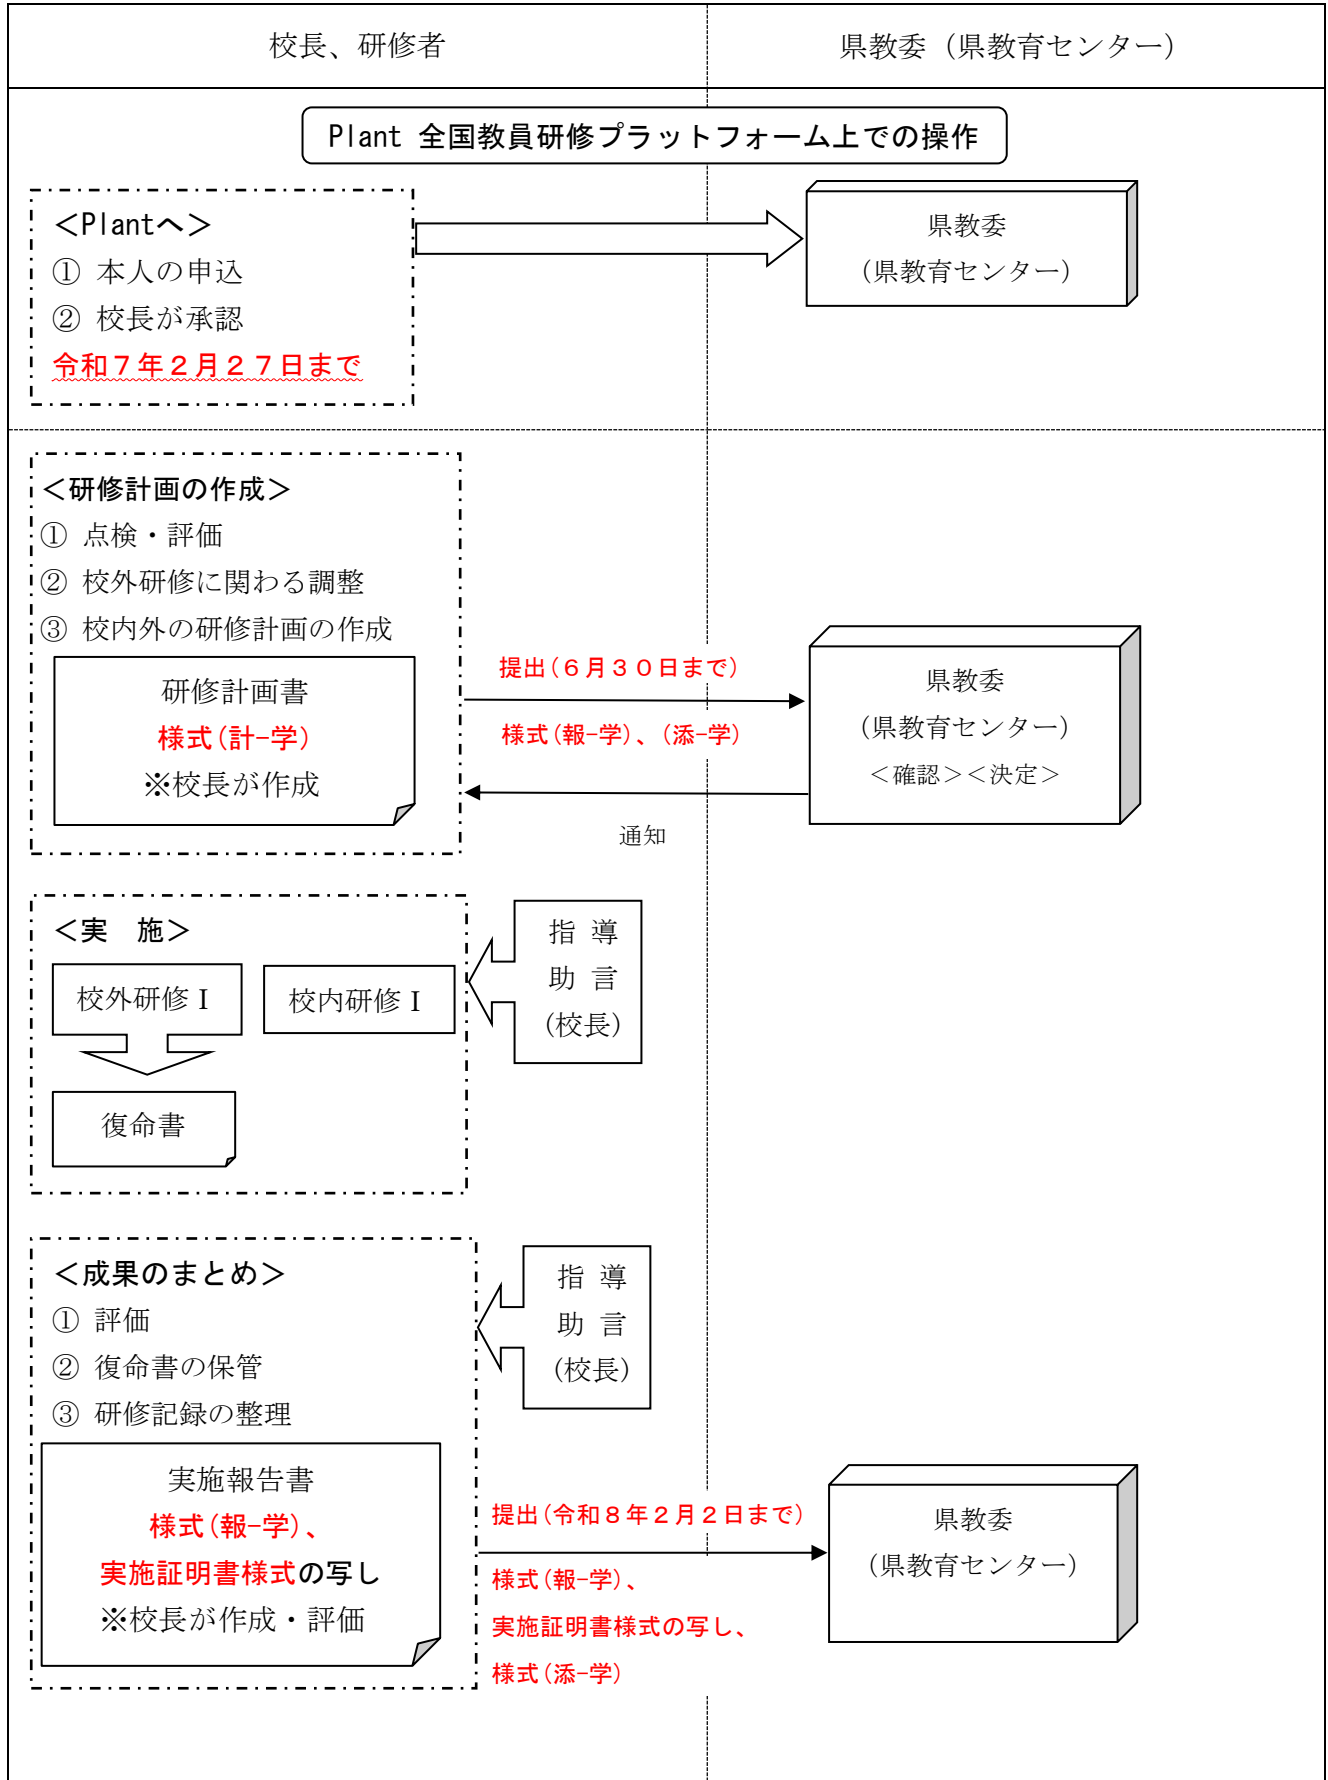 校長、研修者
県教委（県教育センター）
Plant 全国教員研修プラットフォーム上での操作
＜Plantへ＞
① 本人の申込
② 校長が承認
令和７年２月２７日まで
県教委
（県教育センター）
＜研修計画の作成＞
① 点検・評価
② 校外研修に関わる調整
③ 校内外の研修計画の作成
研修計画書
様式(計-学)
※校長が作成
提出(６月３０日まで)
様式(報-学)、(添-学)
通知
県教委
（県教育センター）
＜確認＞＜決定＞
＜実　施＞
校外研修Ⅰ
校内研修Ⅰ
復命書
指 導
助 言
(校長)
＜成果のまとめ＞
① 評価
② 復命書の保管
③ 研修記録の整理
指 導
助 言
(校長)
実施報告書
様式(報-学)、
実施証明書様式の写し
※校長が作成・評価
提出(令和８年２月２日まで)
様式(報-学)、
実施証明書様式の写し、
様式(添-学)
県教委
（県教育センター）